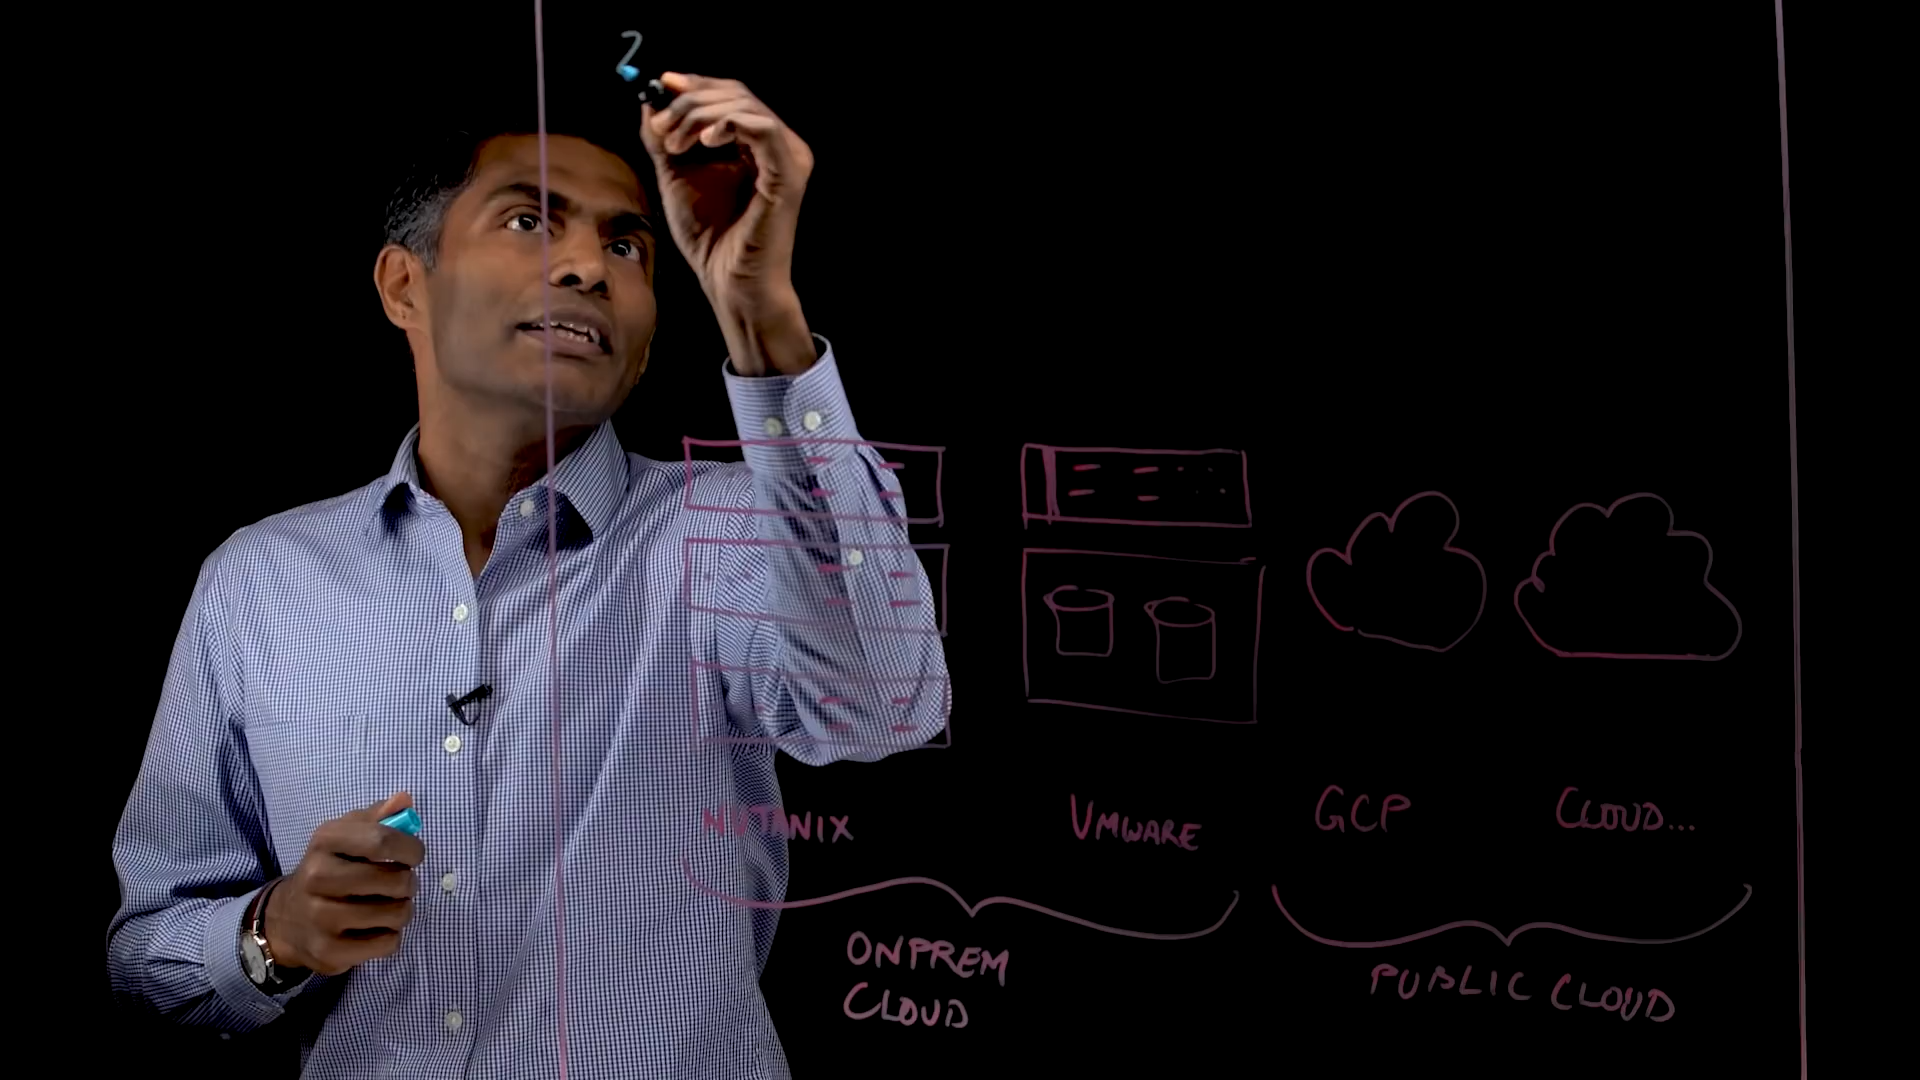 2
NUTANIX VMWARE GCP CLOUD...
ONPREM
CLOUD
PUBLIC CLOUD